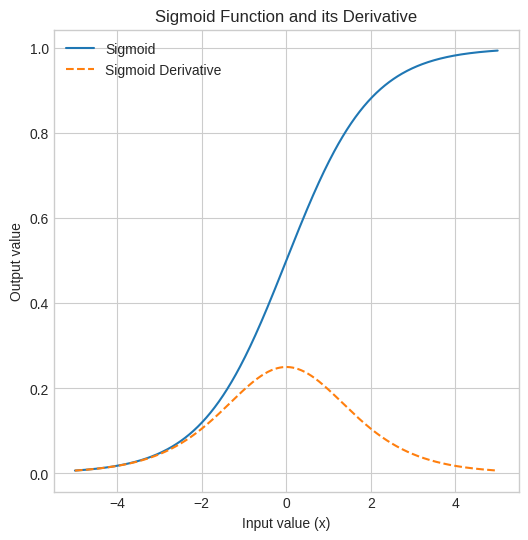 Sigmoid Function and its Derivative
Sigmoid
Sigmoid Derivative
Output value
1.0
0.8
0.6
0.4
0.2
0.0
−4
−2
0
2
4
Input value (x)